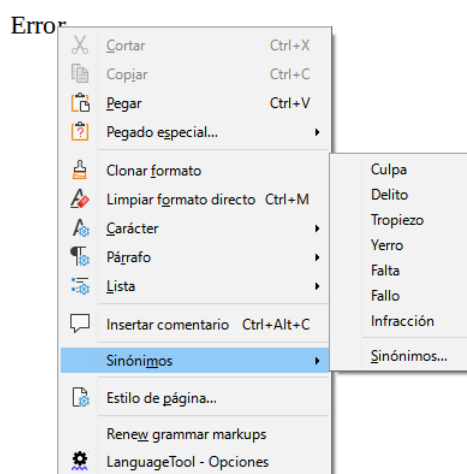 Error
Cortar Ctrl+X
Copiar Ctrl+C
Pegar Ctrl+V
Pegado especial...
Clonar formato
Limpiar formato directo Ctrl+M
Carácter
Párrafo
Lista
Insertar comentario Ctrl+Alt+C
Sinónimos
Estilo de página...
Renew grammar markups
LanguageTool - Opciones
Culpa
Delito
Tropiezo
Yerro
Falta
Fallo
Infracción
Sinónimos...